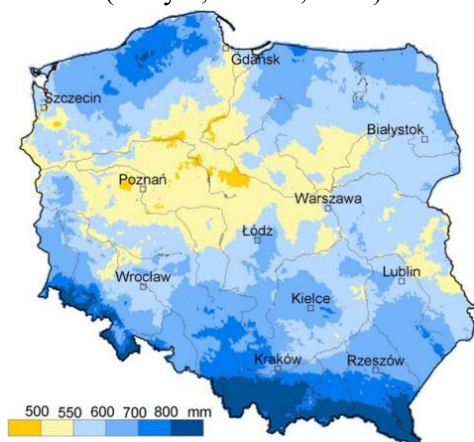 Gdańsk
Szczecin
Białystok
Poznań
Warszawa
Łódź
Wrocław
Lublin
Kielce
Kraków
Rzeszów
500 550 600 700 800 mm